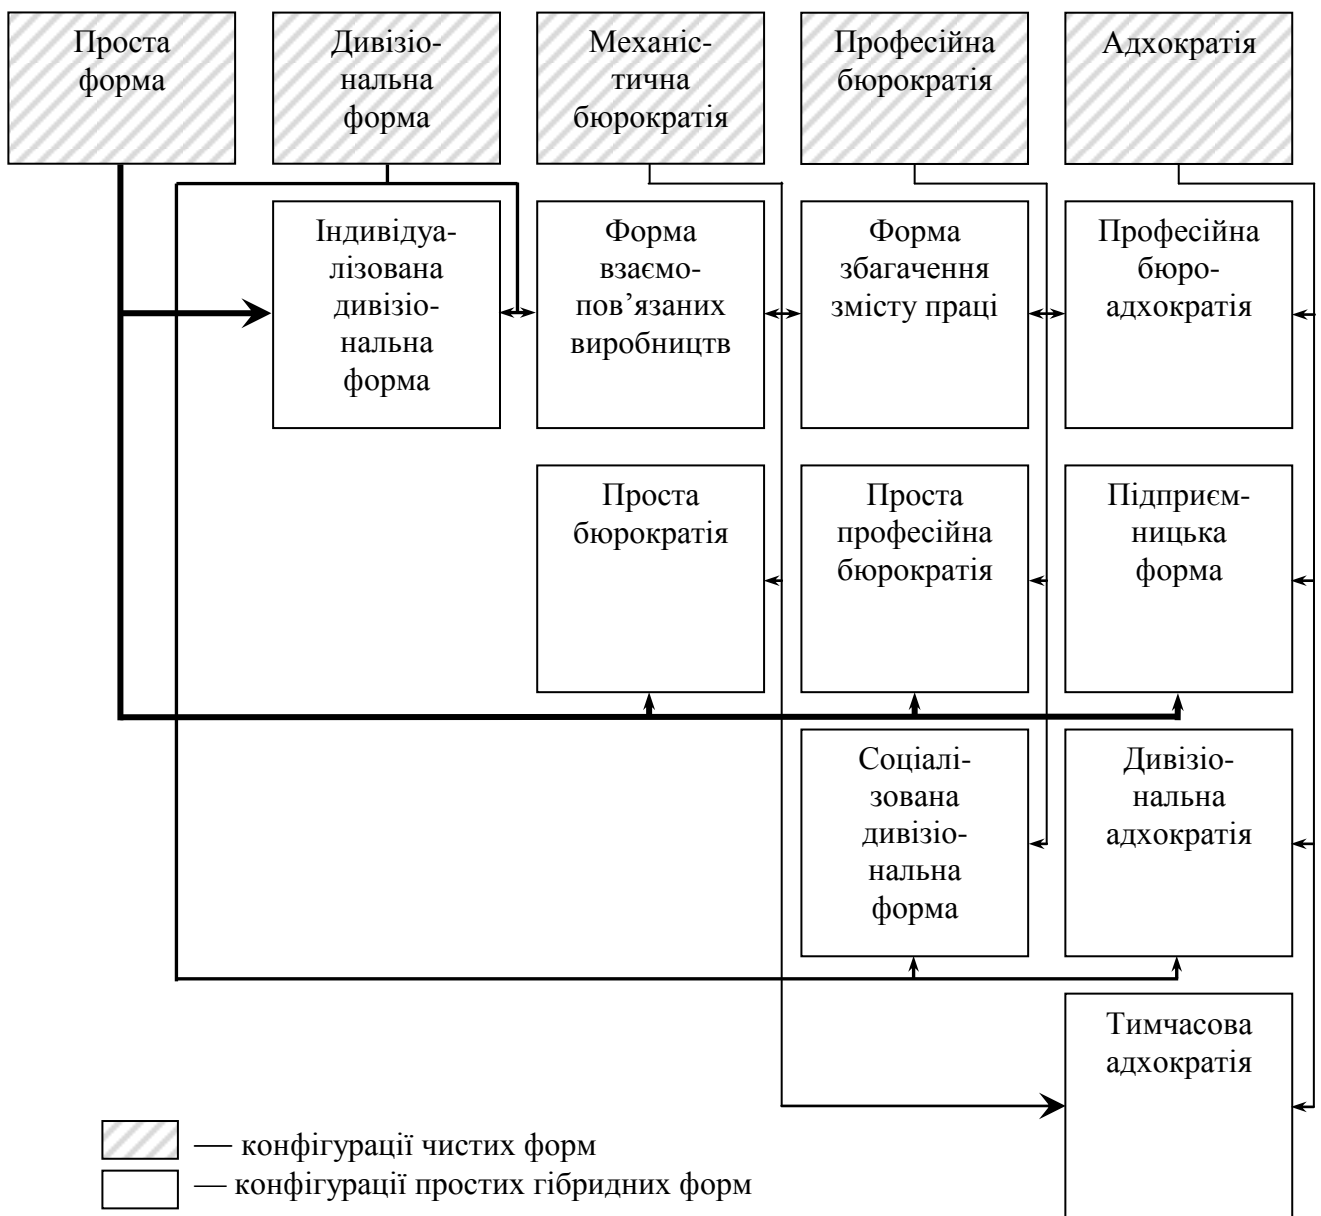 Проста
форма
Дивізіо-
нальна
форма
Механіс-
тична
бюрократія
Професійна
бюрократія
Адхократія
Індивідуа-
лізована
дивізіо-
нальна
форма
Форма
взаємо-
пов’язаних
виробництв
Форма
збагачення
змісту праці
Професійна
бюро-
адхократія
Проста
бюрократія
Проста
професійна
бюрократія
Підприєм-
ницька
форма
Соціалі-
зована
дивізіо-
нальна
форма
Дивізіо-
нальна
адхократія
Тимчасова
адхократія
— конфігурації чистих форм
— конфігурації простих гібридних форм